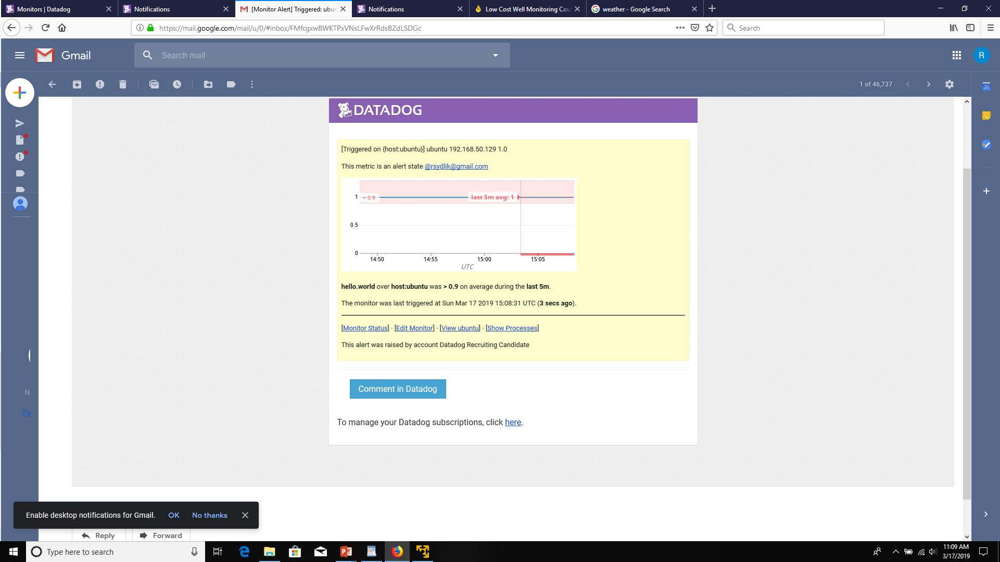 Monitors | Datadog
Notifications
[Monitor Alert] Triggered: ubun
Notifications
Low Cost Well Monitoring Cou
weather - Google Search
https://mail.google.com/mail/u/0/#inbox/FMfcgxwBWKTPxVNsLFwXrRdsBZdLSDGc
Search
Gmail
Search mail
R
1 of 46,737
31
DATADOG
[Triggered on {host:ubuntu}] ubuntu 192.168.50.129 1.0
This metric is an alert state @rsydlik@gmail.com
1
> 0.9
last 5m avg: 1
0.5
0
14:50
14:55
15:00
15:05
UTC
hello.world over host:ubuntu was > 0.9 on average during the last 5m.
The monitor was last triggered at Sun Mar 17 2019 15:08:31 UTC (3 secs ago).
[Monitor Status] · [Edit Monitor] · [View ubuntu] · [Show Processes]
This alert was raised by account Datadog Recruiting Candidate
Comment in Datadog
N
Fir
To manage your Datadog subscriptions, click here.
Enable desktop notifications for Gmail.
OK
No thanks
Reply
Forward
Type here to search
11:09 AM
3/17/2019